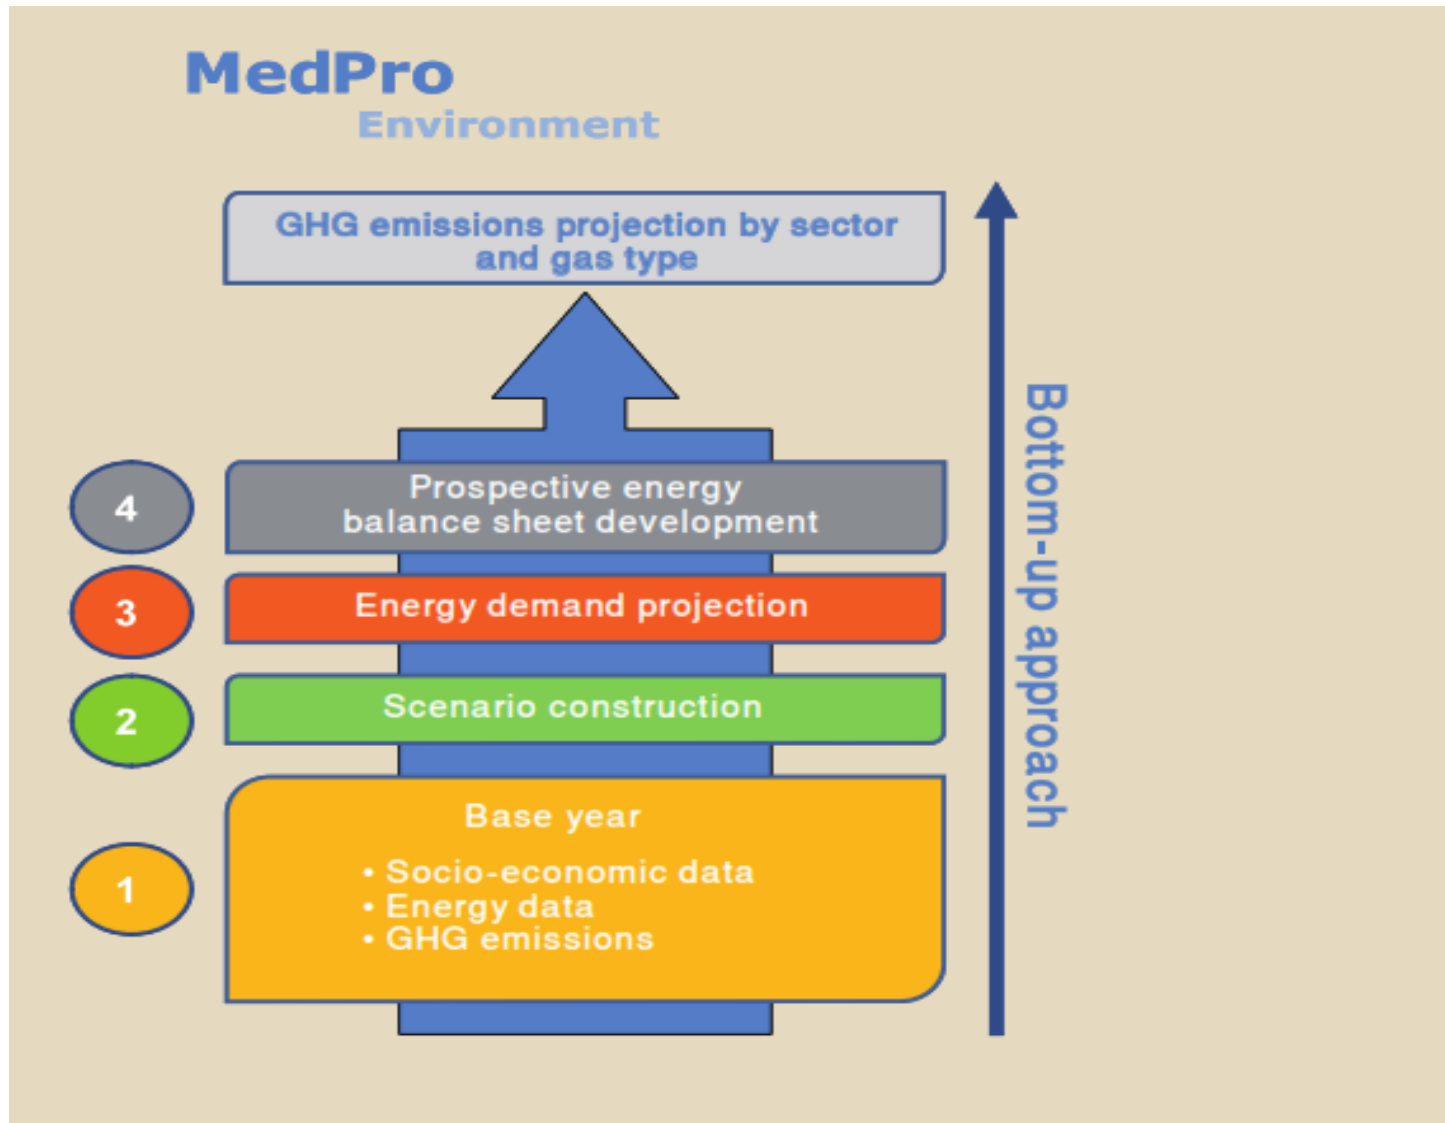 MedPro
Environment
GHG emissions projection by sector
and gas type
4
Prospective energy
balance sheet development
3
Energy demand projection
2
Scenario construction
1
Base year
• Socio-economic data
• Energy data
• GHG emissions
Bottom-up approach